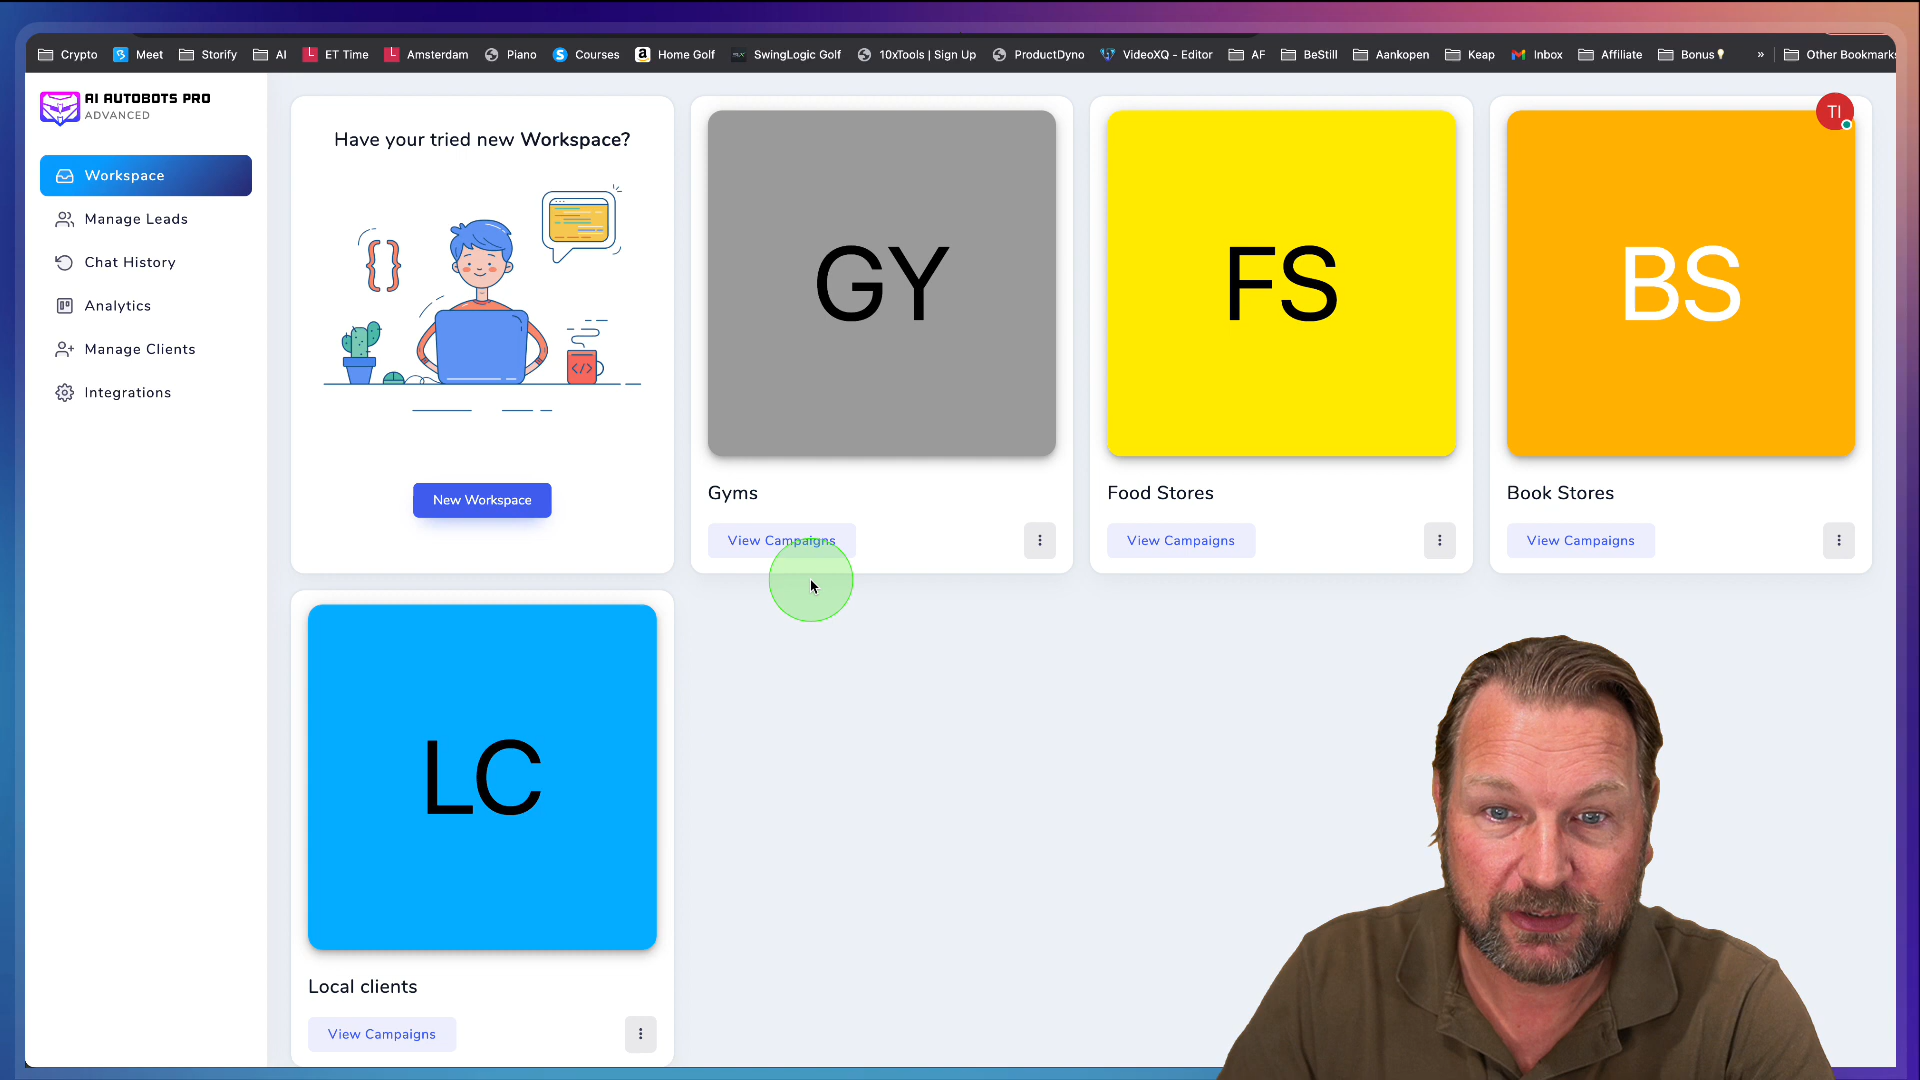 Crypto Meet Storify AI ET Time Amsterdam Piano Courses Home Golf SwingLogic Golf 10xTools | Sign Up ProductDyno VideoXQ - Editor AF BeStill Aankopen Keap Inbox Affiliate Bonus » Other Bookmarks
AI AUTOBOTS PRO
ADVANCED
Workspace
Manage Leads
Chat History
Analytics
Manage Clients
Integrations
Have your tried new Workspace?
{ }
</>
New Workspace
GY
Gyms
View Campaigns
FS
Food Stores
View Campaigns
TI
BS
Book Stores
View Campaigns
LC
Local clients
View Campaigns